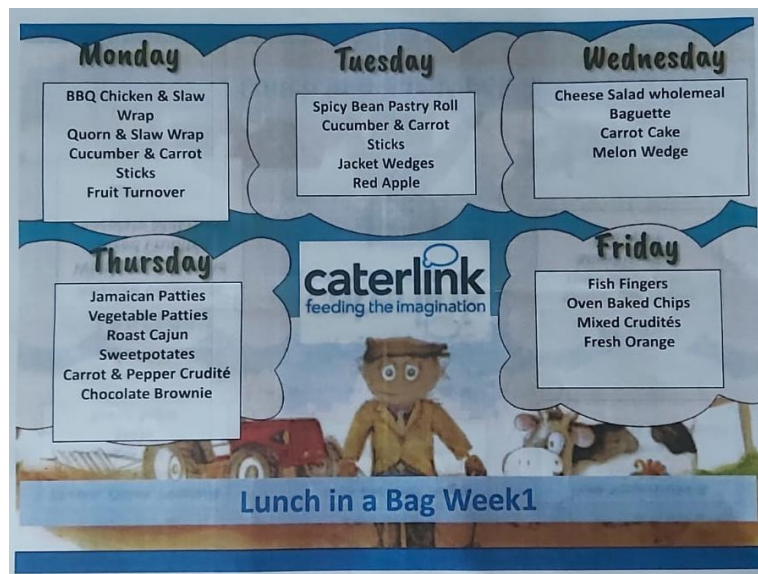 Monday
BBQ Chicken & Slaw
Wrap
Quorn & Slaw Wrap
Cucumber & Carrot
Sticks
Fruit Turnover
Tuesday
Spicy Bean Pastry Roll
Cucumber & Carrot
Sticks
Jacket Wedges
Red Apple
Wednesday
Cheese Salad wholemeal
Baguette
Carrot Cake
Melon Wedge
Thursday
Jamaican Patties
Vegetable Patties
Roast Cajun
Sweetpotates
Carrot & Pepper Crudité
Chocolate Brownie
caterlink
feeding the imagination
Friday
Fish Fingers
Oven Baked Chips
Mixed Crudités
Fresh Orange
Lunch in a Bag Week1